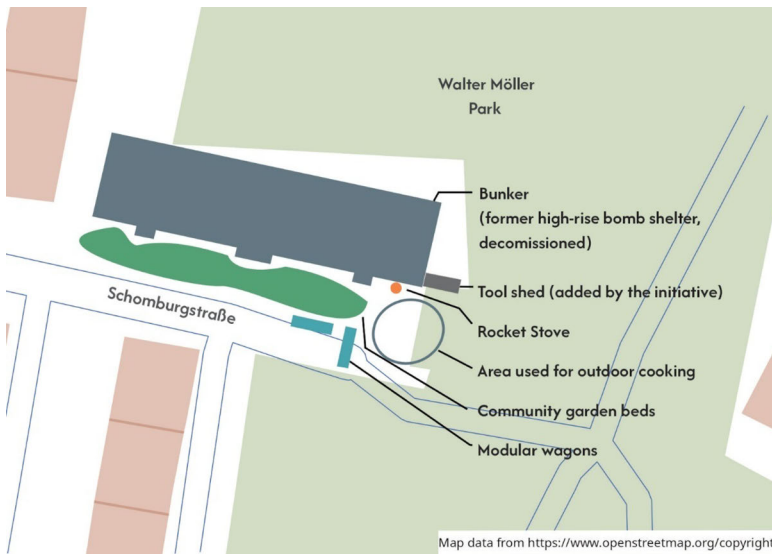 Walter Möller
Park
Bunker
(former high-rise bomb shelter,
decomissioned)
Tool shed (added by the initiative)
Schomburgstraße
Rocket Stove
Area used for outdoor cooking
Community garden beds
Modular wagons
Map data from https://www.openstreetmap.org/copyright